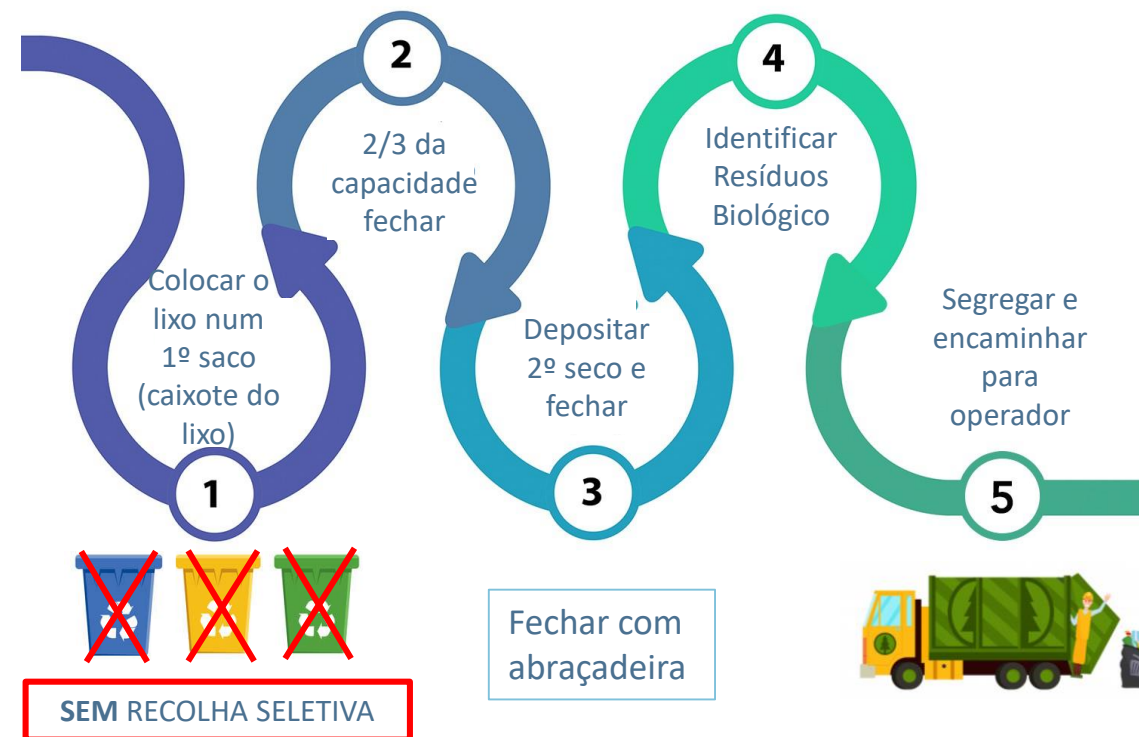 2
2/3 da
capacidade
fechar
4
Identificar
Resíduos
Biológico
Colocar o
lixo num
1º saco
(caixote do
lixo)
1
Depositar
2º seco e
fechar
3
Segregar e
encaminhar
para
operador
5
SEM RECOLHA SELETIVA
Fechar com
abraçadeira